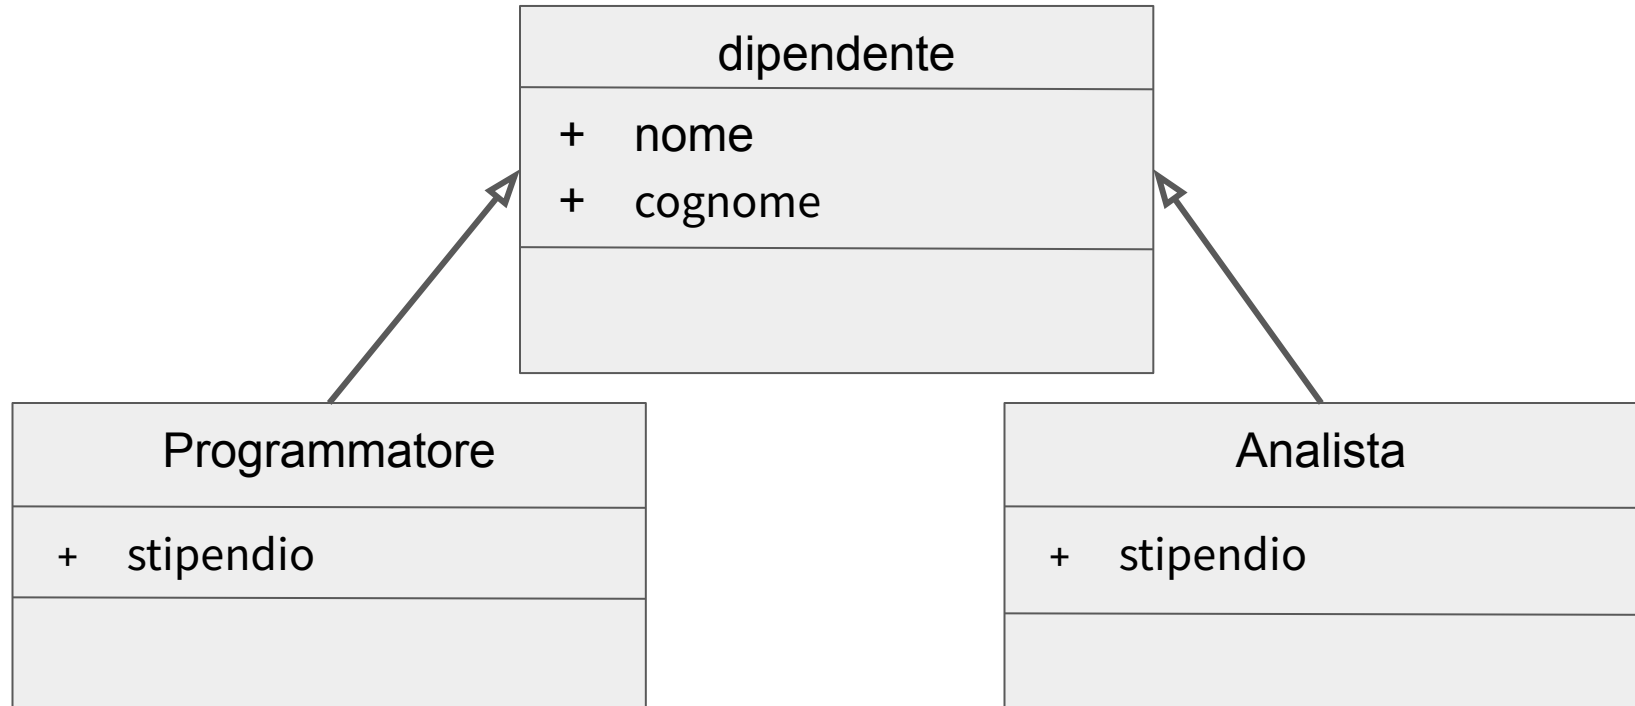 dipendente
+ nome
+ cognome
Programmatore
+ stipendio
Analista
+ stipendio